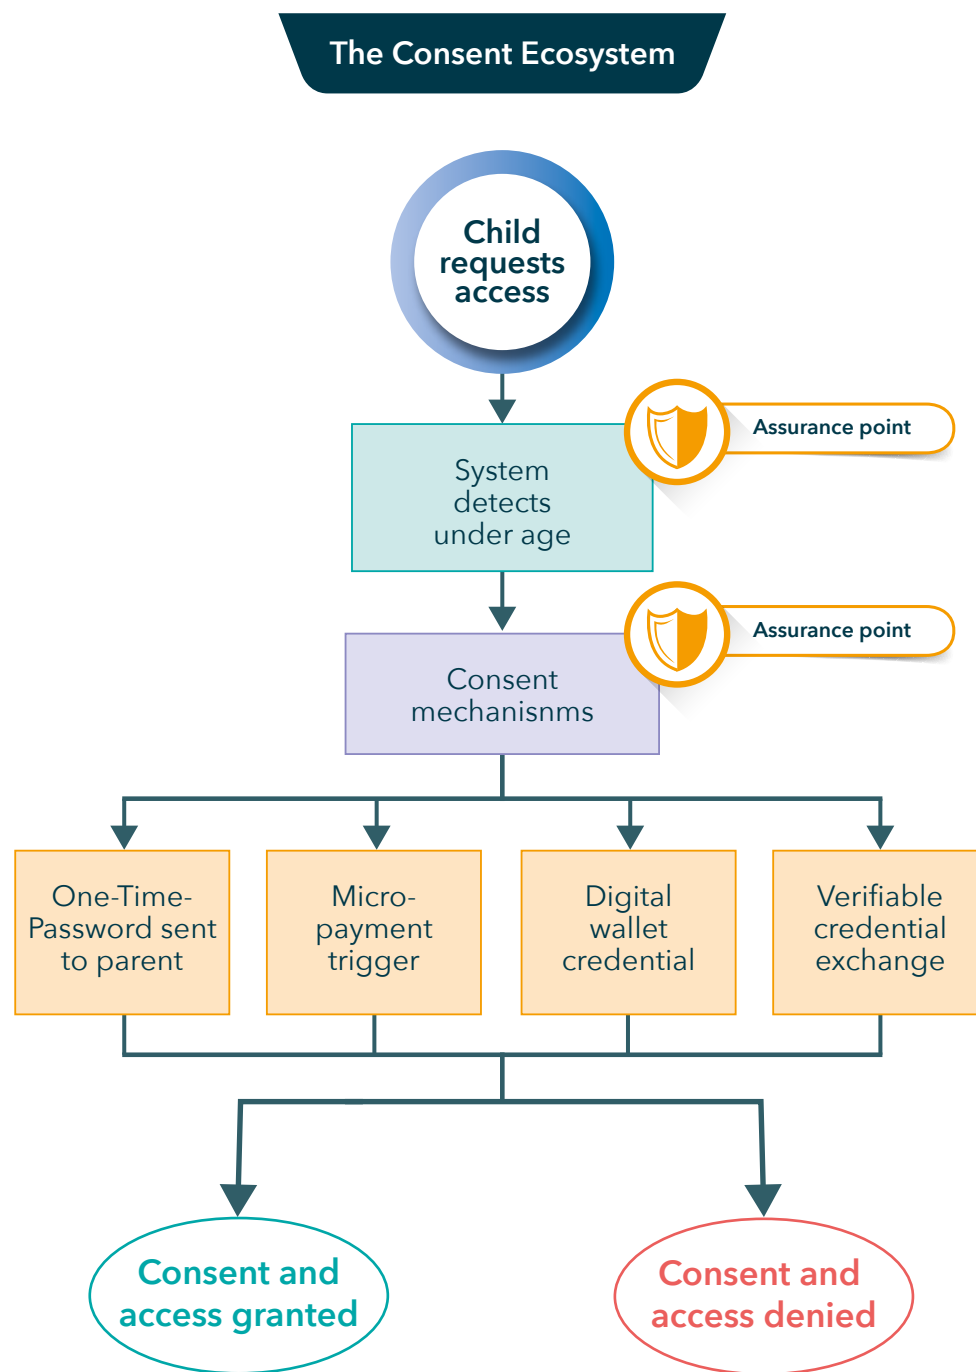 The Consent Ecosystem
Child
requests
access
Assurance point
System
detects
under age
Assurance point
Consent
mechanisnms
One-Time-
Password sent
to parent
Micro-
payment
trigger
Digital
wallet
credential
Verifiable
credential
exchange
Consent and
access granted
Consent and
access denied